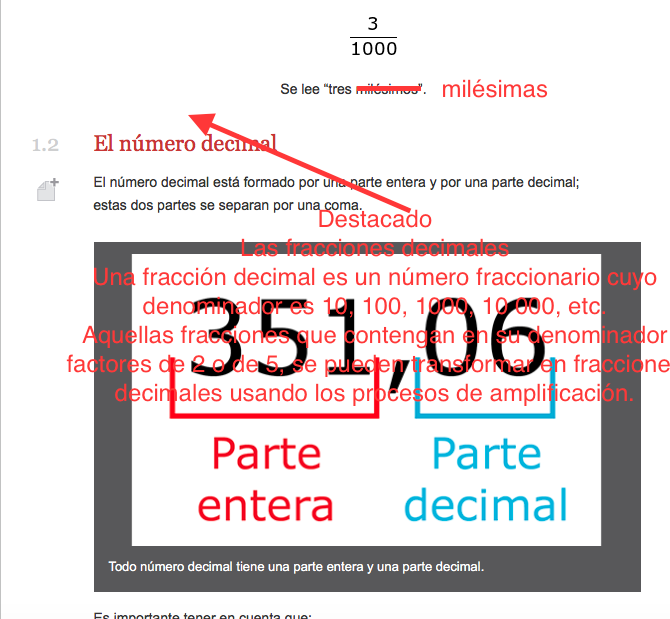 3
1000
Se lee “tres milésimos”. milésimas
1.2 El número decimal
El número decimal está formado por una parte entera y por una parte decimal;
estas dos partes se separan por una coma.
Destacado
Las fracciones decimales
Una fracción decimal es un número fraccionario cuyo
denominador es 10, 100, 1000, 10 000, etc.
Aquellas fracciones que contengan en su denominador
factores de 2 o de 5, se pueden transformar en fraccione
decimales usando los procesos de amplificación.
351,06
Parte Parte
entera decimal
Todo número decimal tiene una parte entera y una parte decimal.
Es importante tener en cuenta que: